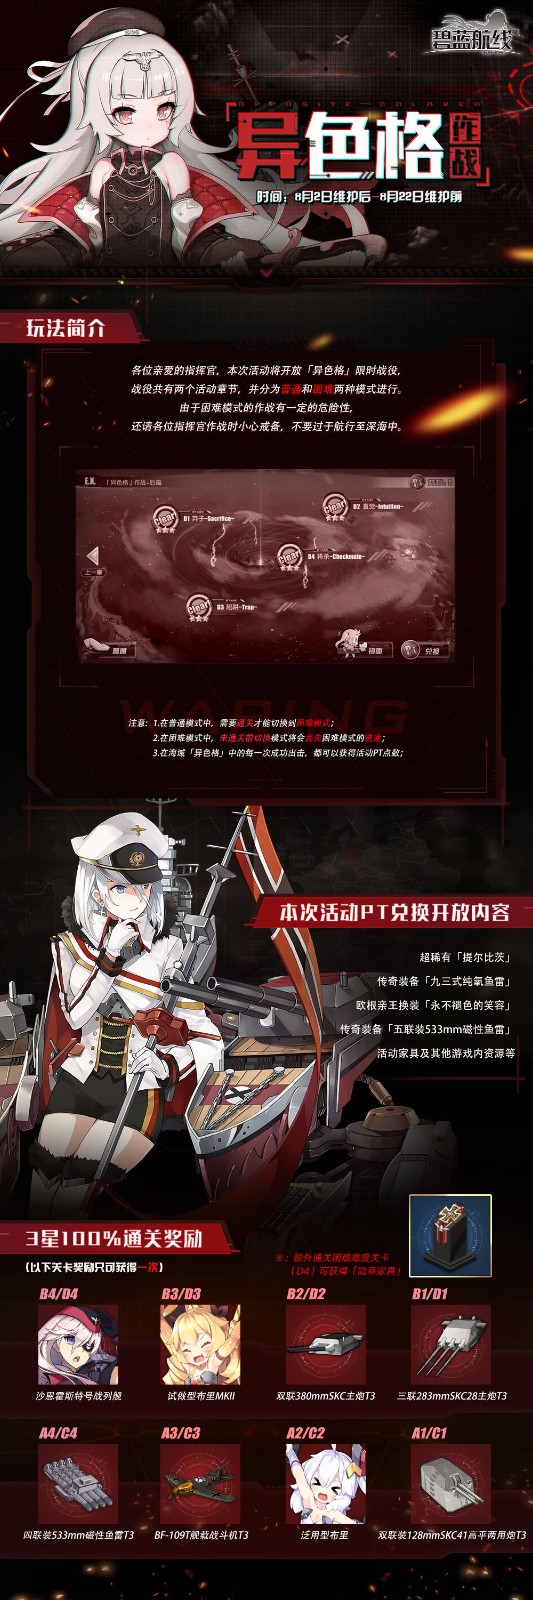 碧蓝航线
异色格
作战
时间：8月2日维护后-8月22日维护前
玩法简介
各位亲爱的指挥官，本次活动将开放「异色格」限时战役，
战役共有两个活动章节，并分为普通和困难两种模式进行。
由于困难模式的作战有一定的危险性，
还请各位指挥官作战时小心戒备，不要过于航行至深海中。
E.X. 「异色格」作战-后篇
D1 弃子-Sacrifice-
D2 直觉-Intuition-
D4 将杀-Checkmate-
上一章
D3 陷阱-Trap-
Clear
Clear
Clear
Clear
普通
兑换
WARING
注意：1.在普通模式中，需要通关才能切换到困难模式；
2.在困难模式中，未通关前切换模式将会丢失困难模式的进度；
3.在海域「异色格」中的每一次成功出击，都可以获得活动PT点数；
本次活动PT兑换开放内容
超稀有「提尔比茨」
传奇装备「九三式纯氧鱼雷」
欧根亲王换装「永不褪色的笑容」
传奇装备「五联装533mm磁性鱼雷」
活动家具及其他游戏内资源等
3星100%通关奖励
(以下关卡奖励只可获得一次)
※：额外通关困难难度关卡
（D4）可获得「勋章家具」
B4/D4
B3/D3
B2/D2
B1/D1
沙恩霍斯特号战列舰
试做型布里MKII
双联380mmSKC主炮T3
三联283mmSKC28主炮T3
A4/C4
A3/C3
A2/C2
A1/C1
四联装533mm磁性鱼雷T3
BF-109T舰载战斗机T3
泛用型布里
双联装128mmSKC41高平两用炮T3